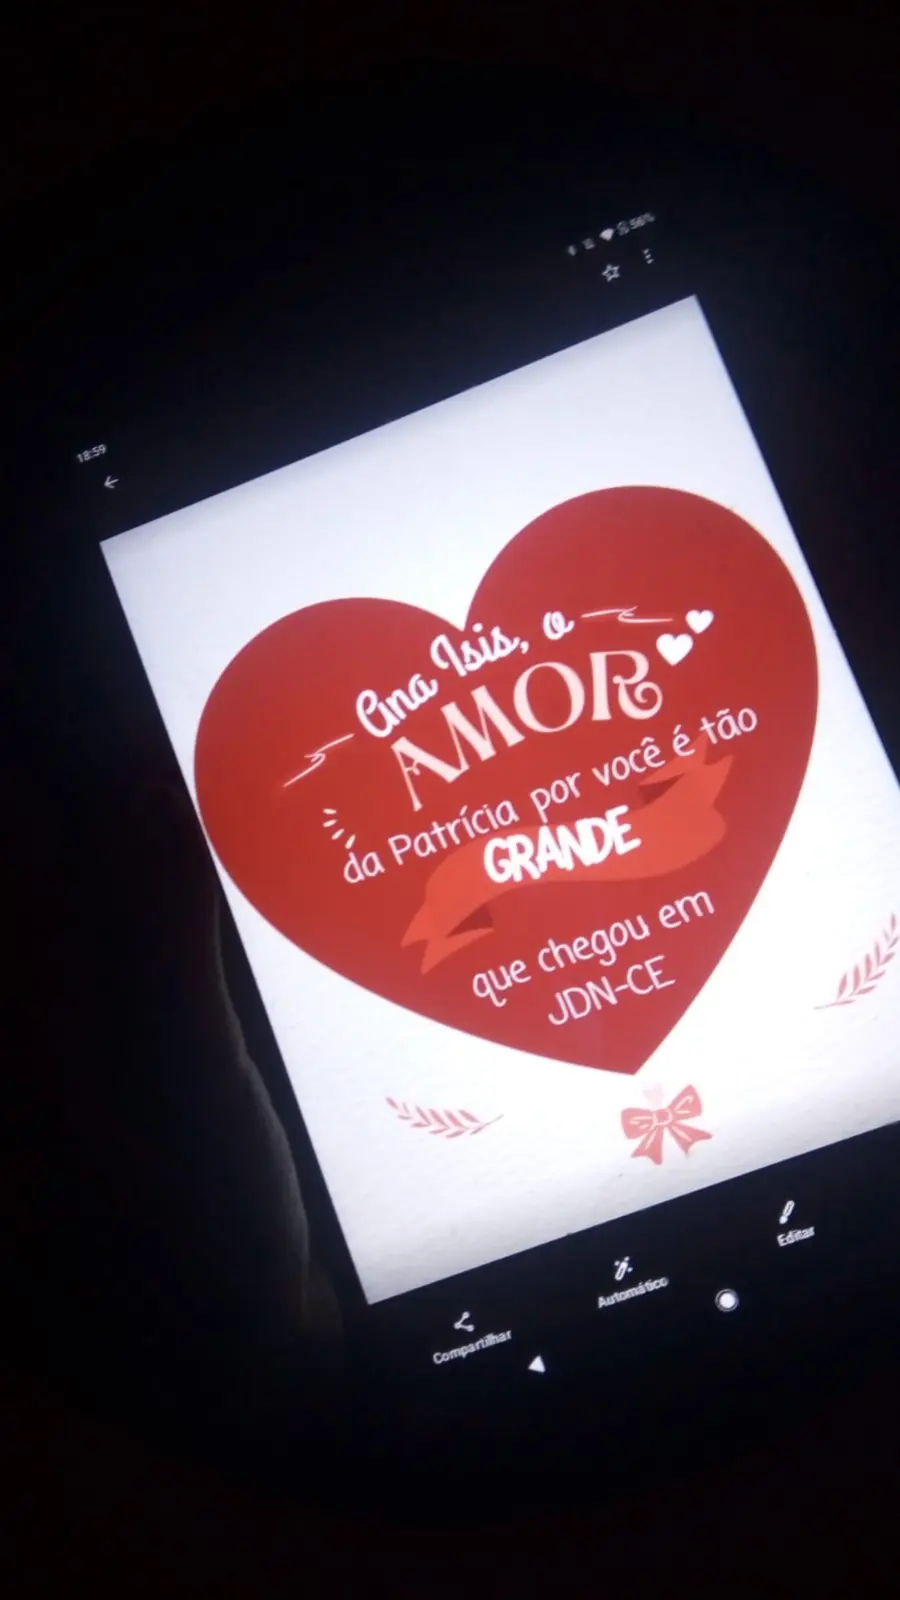 56%
18:59
Ana Isis, o
AMOR
da Patrícia por você é tão
GRANDE
que chegou em
JDN-CE
Compartilhar
Automático
Editar